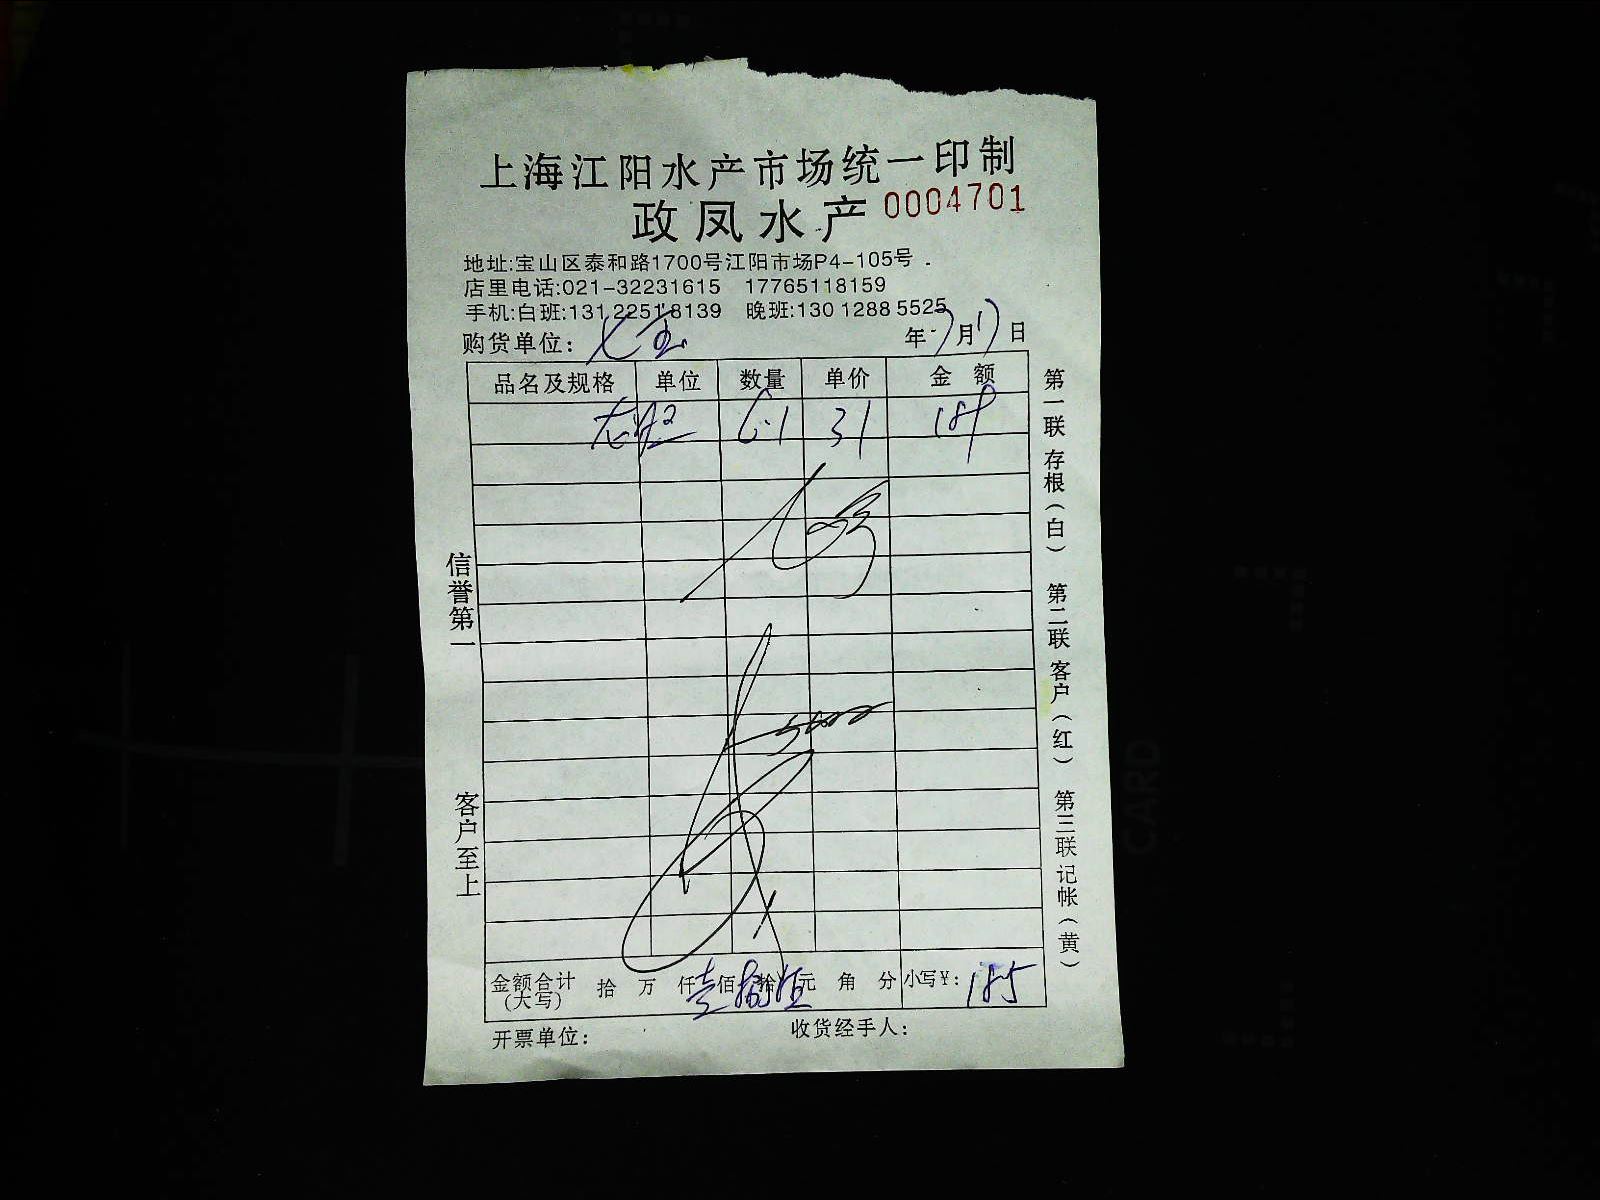 上海江阳水产市场统一印制
政凤水产 0004701
地址:宝山区泰和路1700号江阳市场P4-105号
店里电话:021-32231615 17765118159
手机:白班:131 2251 8139 晚班:130 1288 5525
购货单位： 年 7月17日
品名及规格 单位 数量 单价 金额
6.1 31 189
金额合计(大写) 拾 万 仟壹佰捌拾伍元 角 分 小写¥: 185
开票单位: 收货经手人:
信誉第一
客户至上
第一联 存根(白) 第二联 客户(红) 第三联 记帐(黄)
CARD